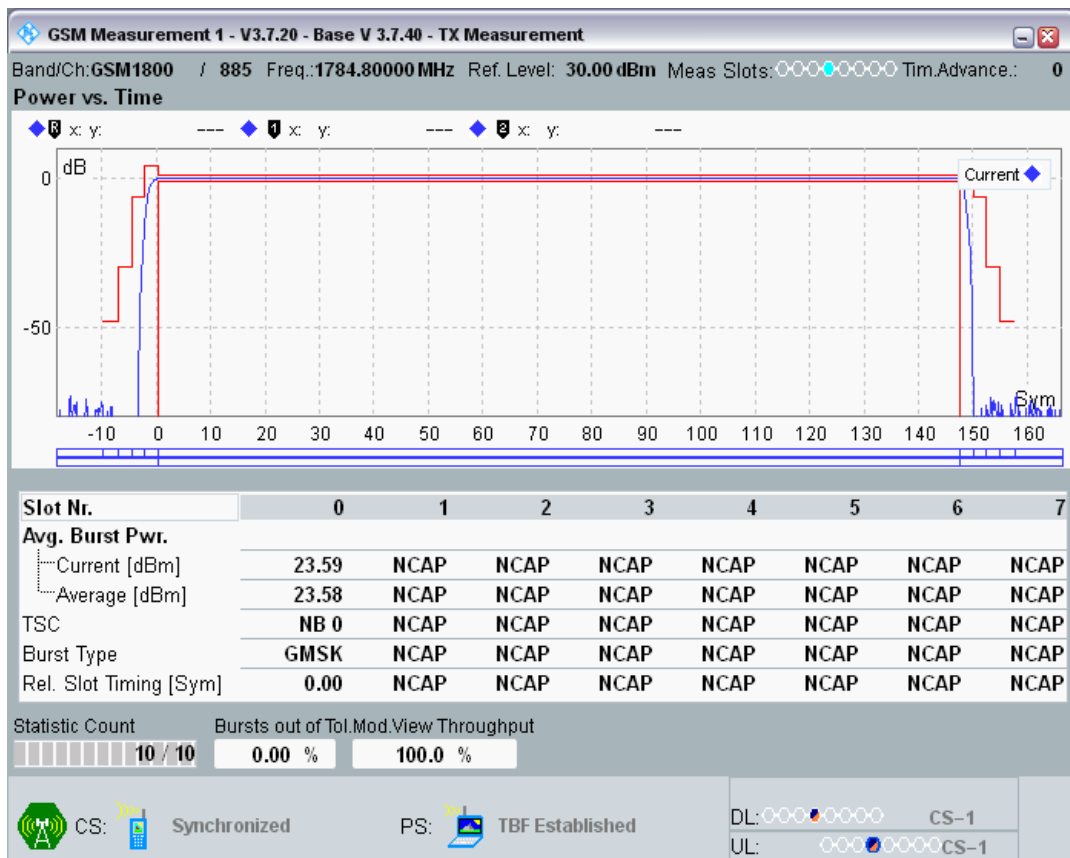 GSM Measurement 1 - V3.7.20 - Base V 3.7.40 - TX Measurement
Band/Ch:GSM1800 / 885 Freq.:1784.80000 MHz Ref. Level: 30.00 dBm Meas Slots: Tim.Advance.: 0
Power vs. Time
R x: y: --- 1 x: y: --- 2 x: y: ---
dB
0
Current
-50
Sym
-10 0 10 20 30 40 50 60 70 80 90 100 110 120 130 140 150 160
Slot Nr. 0 1 2 3 4 5 6 7
Avg. Burst Pwr.
Current [dBm] 23.59 NCAP NCAP NCAP NCAP NCAP NCAP NCAP
Average [dBm] 23.58 NCAP NCAP NCAP NCAP NCAP NCAP NCAP
TSC NB 0 NCAP NCAP NCAP NCAP NCAP NCAP NCAP
Burst Type GMSK NCAP NCAP NCAP NCAP NCAP NCAP NCAP
Rel. Slot Timing [Sym] 0.00 NCAP NCAP NCAP NCAP NCAP NCAP NCAP
Statistic Count Bursts out of Tol.Mod.View Throughput
10 / 10 0.00 % 100.0 %
CS: Synchronized PS: TBF Established
DL: CS-1
UL: CS-1